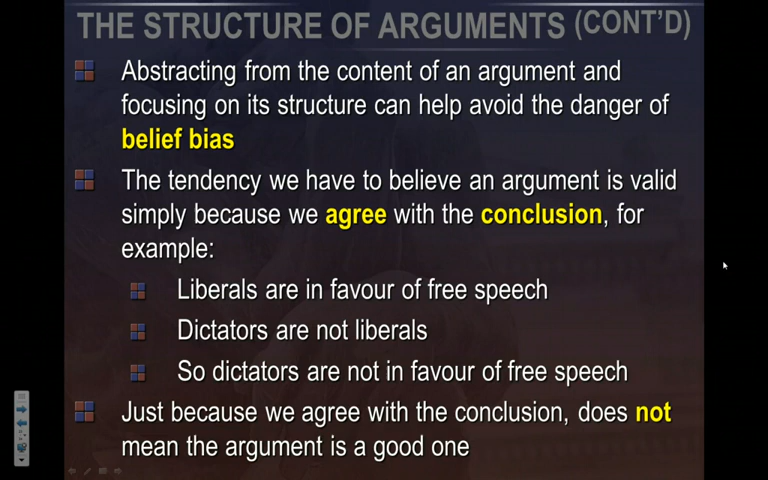 THE STRUCTURE OF ARGUMENTS (CONT'D)
Abstracting from the content of an argument and
focusing on its structure can help avoid the danger of
belief bias
The tendency we have to believe an argument is valid
simply because we agree with the conclusion, for
example:
Liberals are in favour of free speech
Dictators are not liberals
So dictators are not in favour of free speech
Just because we agree with the conclusion, does not
mean the argument is a good one